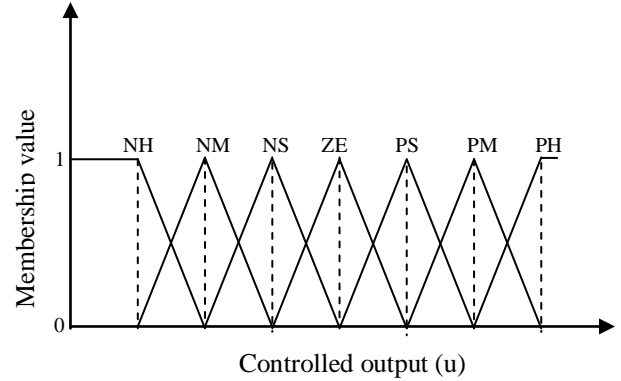 Membership value
NH NM NS ZE PS PM PH
1
0
Controlled output (u)